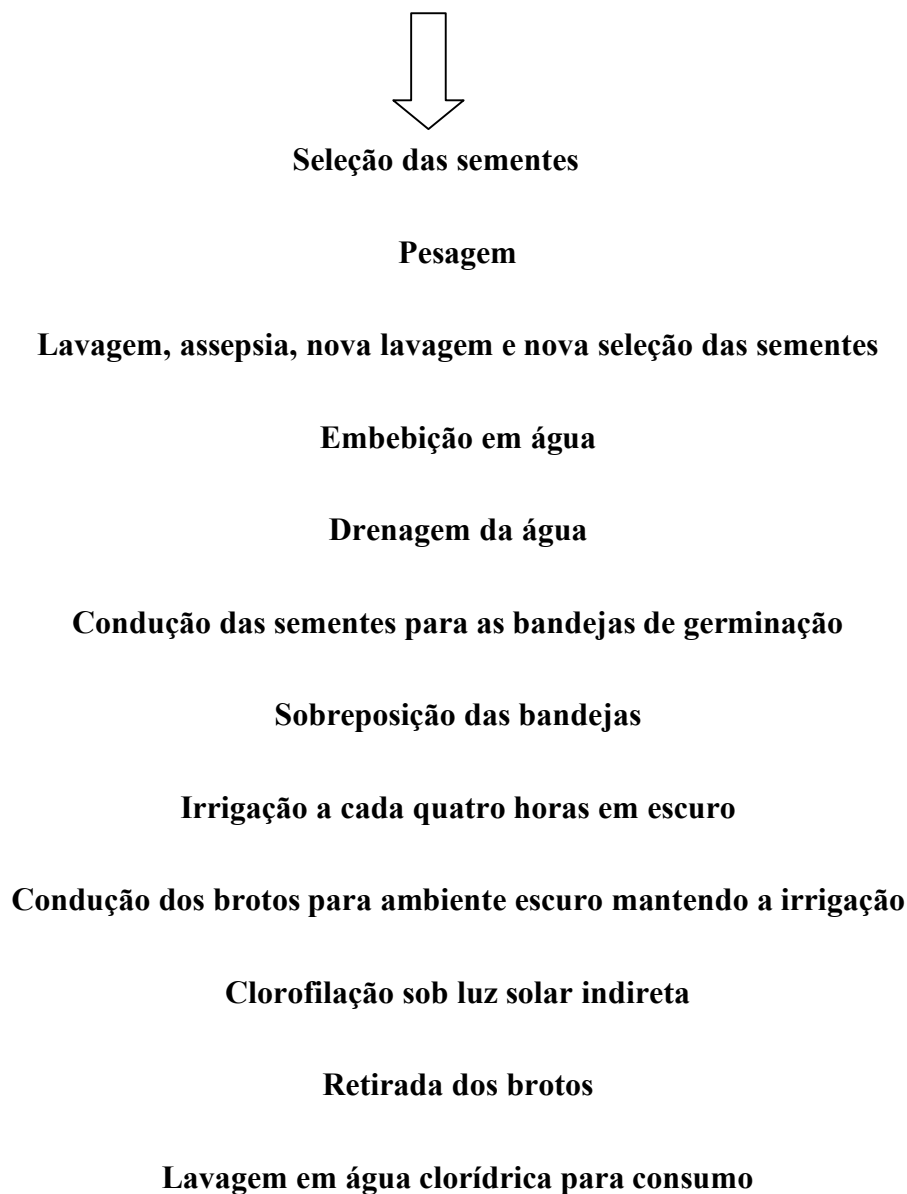 Seleção das sementes
Pesagem
Lavagem, assepsia, nova lavagem e nova seleção das sementes
Embebição em água
Drenagem da água
Condução das sementes para as bandejas de germinação
Sobreposição das bandejas
Irrigação a cada quatro horas em escuro
Condução dos brotos para ambiente escuro mantendo a irrigação
Clorofilação sob luz solar indireta
Retirada dos brotos
Lavagem em água clorídrica para consumo